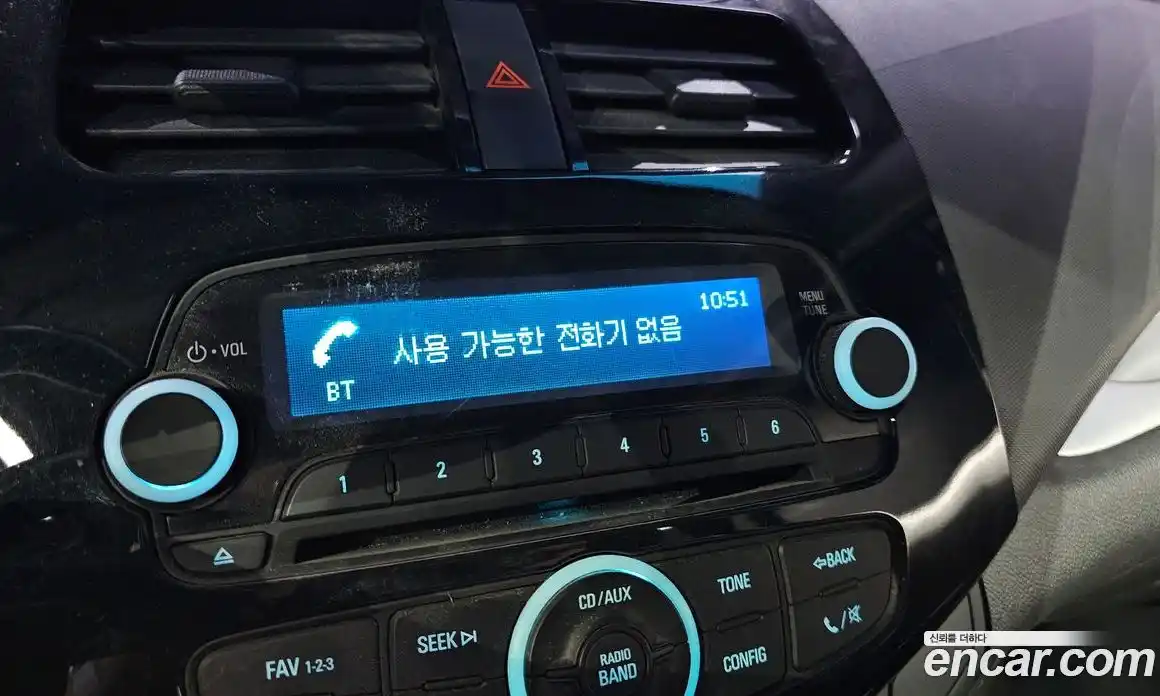 10:51
MENU
TUNE
사용 가능한 전화기 없음
VOL
BT
1 2 3 4 5 6
CD/AUX
TONE
BACK
SEEK
RADIO
BAND
CONFIG
FAV 1-2-3
신뢰를 더하다
encar.com